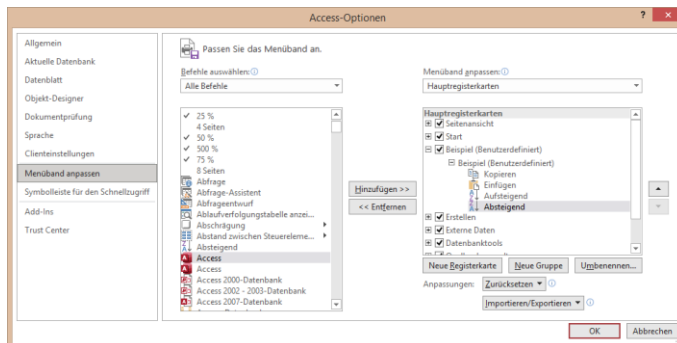 Access-Optionen
?
Allgemein
Aktuelle Datenbank
Datenblatt
Objekt-Designer
Dokumentprüfung
Sprache
Clienteinstellungen
Menüband anpassen
Symbolleiste für den Schnellzugriff
Add-Ins
Trust Center
Passen Sie das Menüband an.
Befehle auswählen:
Alle Befehle
25 %
4 Seiten
50 %
500 %
75 %
8 Seiten
Abfrage
Abfrage-Assistent
Abfrageentwurf
Ablaufverfolgungstabelle anzei...
Abschrägung
Abstand zwischen Steuereleme...
Absteigend
Access
Access
Access 2000-Datenbank
Access 2002 - 2003-Datenbank
Access 2007-Datenbank
Hinzufügen >>
<< Entfernen
Menüband anpassen:
Hauptregisterkarten
Hauptregisterkarten
Seitenansicht
Start
Beispiel (Benutzerdefiniert)
Beispiel (Benutzerdefiniert)
Kopieren
Einfügen
Aufsteigend
Absteigend
Erstellen
Externe Daten
Datenbanktools
Neue Registerkarte
Neue Gruppe
Umbenennen...
Anpassungen:
Zurücksetzen
Importieren/Exportieren
OK
Abbrechen